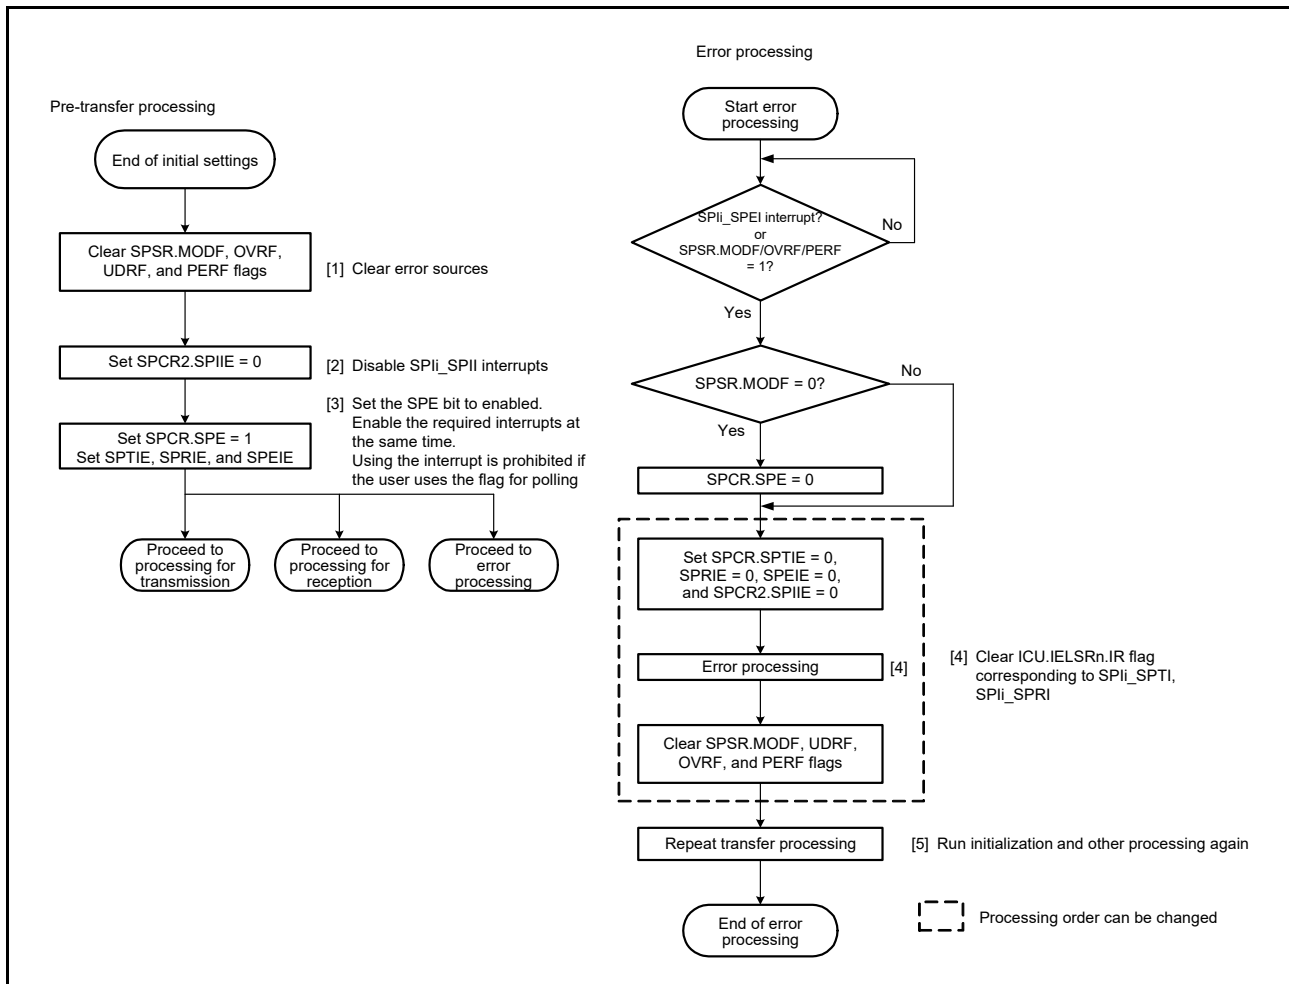 Pre-transfer processing
End of initial settings
Clear SPSR.MODF, OVRF,
UDRF, and PERF flags
[1] Clear error sources
Set SPCR2.SPIIE = 0
[2] Disable SPIi_SPII interrupts
Set SPCR.SPE = 1
Set SPTIE, SPRIE, and SPEIE
[3] Set the SPE bit to enabled.
Enable the required interrupts at
the same time.
Using the interrupt is prohibited if
the user uses the flag for polling
Proceed to
processing for
transmission
Proceed to
processing for
reception
Proceed to
error
processing
Error processing
Start error
processing
SPIi_SPEI interrupt?
or
SPSR.MODF/OVRF/PERF
= 1?
No
Yes
SPSR.MODF = 0?
No
Yes
SPCR.SPE = 0
Set SPCR.SPTIE = 0,
SPRIE = 0, SPEIE = 0,
and SPCR2.SPIIE = 0
Error processing
[4]
[4] Clear ICU.IELSRn.IR flag
corresponding to SPIi_SPTI,
SPIi_SPRI
Clear SPSR.MODF, UDRF,
OVRF, and PERF flags
Repeat transfer processing
[5] Run initialization and other processing again
End of error
processing
Processing order can be changed